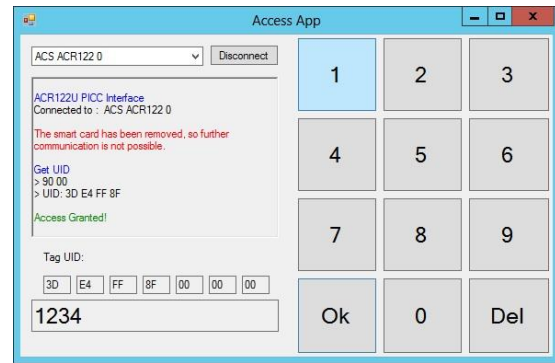 Access App
ACS ACR122 0
Disconnect
ACR122U PICC Interface
Connected to : ACS ACR122 0
The smart card has been removed, so further
communication is not possible.
Get UID
> 90 00
> UID: 3D E4 FF 8F
Access Granted!
Tag UID:
3D E4 FF 8F 00 00 00
1234
1 2 3
4 5 6
7 8 9
Ok 0 Del